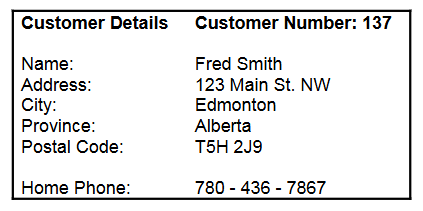 Customer Details Customer Number: 137
Name: Fred Smith
Address: 123 Main St. NW
City: Edmonton
Province: Alberta
Postal Code: T5H 2J9
Home Phone: 780 - 436 - 7867